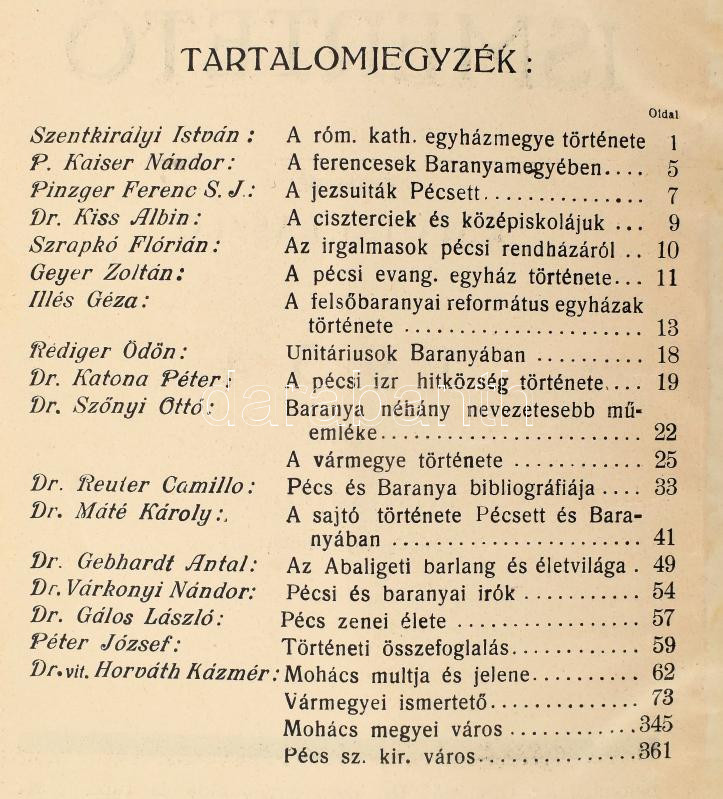 TARTALOMJEGYZÉK:
Oldal
Szentkirályi István: A róm. kath. egyházmegye története 1
P. Kaiser Nándor: A ferencesek Baranyamegyében.... 5
Pinzger Ferenc S. J.: A jezsuiták Pécsett............... 7
Dr. Kiss Albin: A ciszterciek és középiskolájuk ... 9
Szrapkó Flórián: Az irgalmasok pécsi rendházáról .. 10
Geyer Zoltán: A pécsi evang. egyház története... 11
Illés Géza: A felsőbaranyai református egyházak
története ...................... 13
Rédiger Ödön: Unitáriusok Baranyában .......... 18
Dr. Katona Péter: A pécsi izr hitközség története.... 19
Dr. Szőnyi Ottó: Baranya néhány nevezetesebb mű-
emléke........................ 22
A vármegye története ............ 25
Dr. Reuter Camillo: Pécs és Baranya bibliográfiája .... 33
Dr. Máté Károly:. A sajtó története Pécsett és Bara-
nyában ....................... 41
Dr. Gebhardt Antal: Az Abaligeti barlang és életvilága . 49
Dr. Várkonyi Nándor: Pécsi és baranyai irók ........... 54
Dr. Gálos László: Pécs zenei élete ................. 57
Péter József: Történeti összefoglalás........... 59
Dr. vit. Horváth Kázmér: Mohács multja és jelene.......... 62
Vármegyei ismertető.............. 73
Mohács megyei város ............ 345
Pécs sz. kir. város............... 361
darabanth